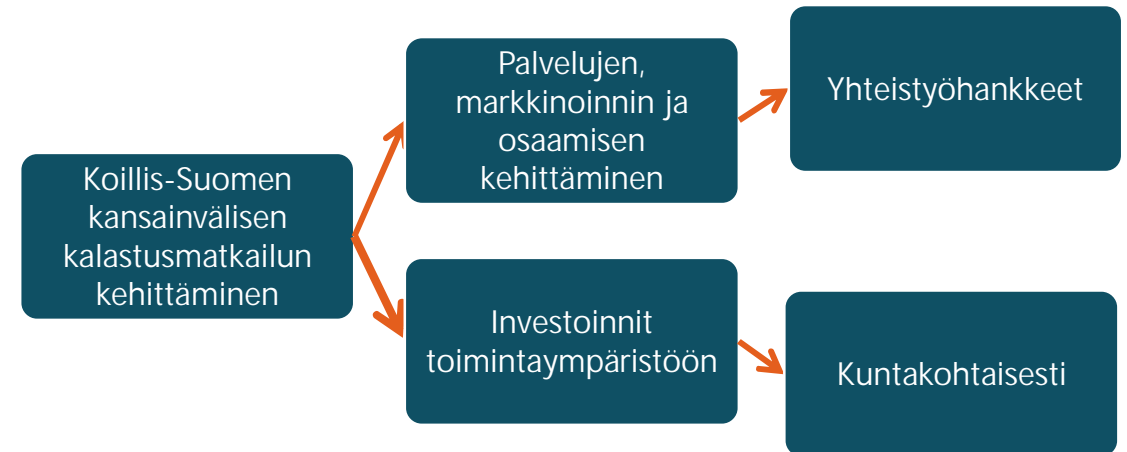 Koillis-Suomen
kansainvälisen
kalastusmatkailun
kehittäminen
Palvelujen,
markkinoinnin ja
osaamisen
kehittäminen
Yhteistyöhankkeet
Investoinnit
toimintaympäristöön
Kuntakohtaisesti